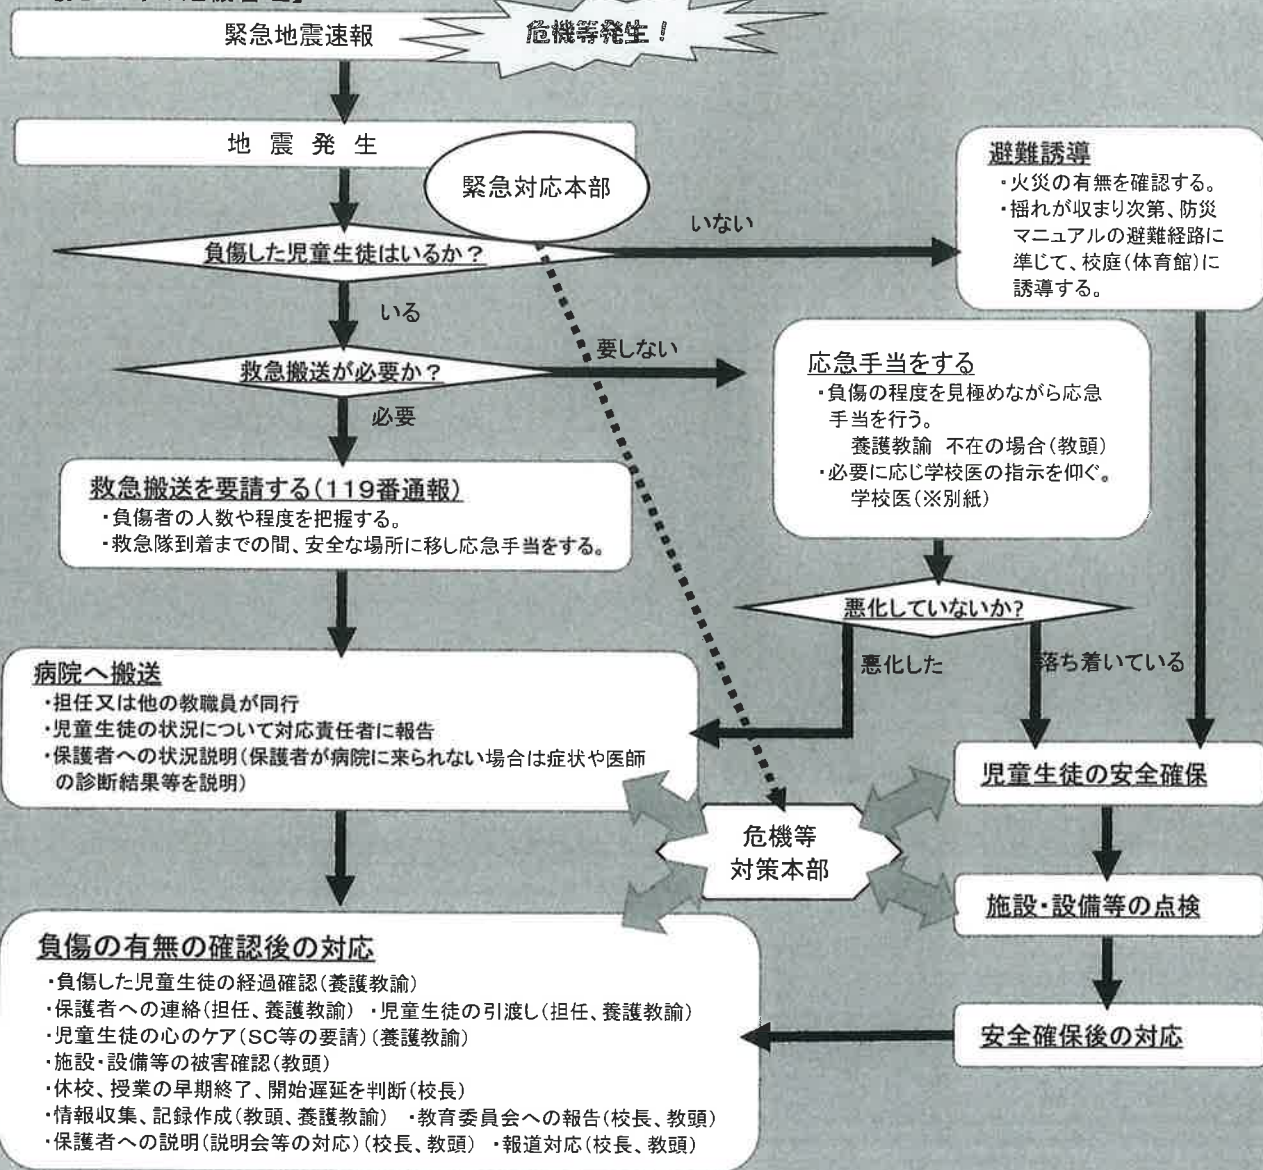 緊急地震速報
危機等発生！
地 震 発 生
緊急対応本部
負傷した児童生徒はいるか？
いない
避難誘導
・火災の有無を確認する。
・揺れが収まり次第、防災
マニュアルの避難経路に
準じて、校庭(体育館)に
誘導する。
いる
救急搬送が必要か？
要しない
必要
応急手当をする
・負傷の程度を見極めながら応急
手当を行う。
養護教諭 不在の場合(教頭)
・必要に応じ学校医の指示を仰ぐ。
学校医(※別紙)
救急搬送を要請する(119番通報)
・負傷者の人数や程度を把握する。
・救急隊到着までの間、安全な場所に移し応急手当をする。
悪化していないか?
悪化した
落ち着いている
病院へ搬送
・担任又は他の教職員が同行
・児童生徒の状況について対応責任者に報告
・保護者への状況説明(保護者が病院に来られない場合は症状や医師
の診断結果等を説明)
児童生徒の安全確保
危機等
対策本部
施設・設備等の点検
安全確保後の対応
負傷の有無の確認後の対応
・負傷した児童生徒の経過確認(養護教諭)
・保護者への連絡(担任、養護教諭) ・児童生徒の引渡し(担任、養護教諭)
・児童生徒の心のケア(SC等の要請)(養護教諭)
・施設・設備等の被害確認(教頭)
・休校、授業の早期終了、開始遅延を判断(校長)
・情報収集、記録作成(教頭、養護教諭) ・教育委員会への報告(校長、教頭)
・保護者への説明(説明会等の対応)(校長、教頭) ・報道対応(校長、教頭)